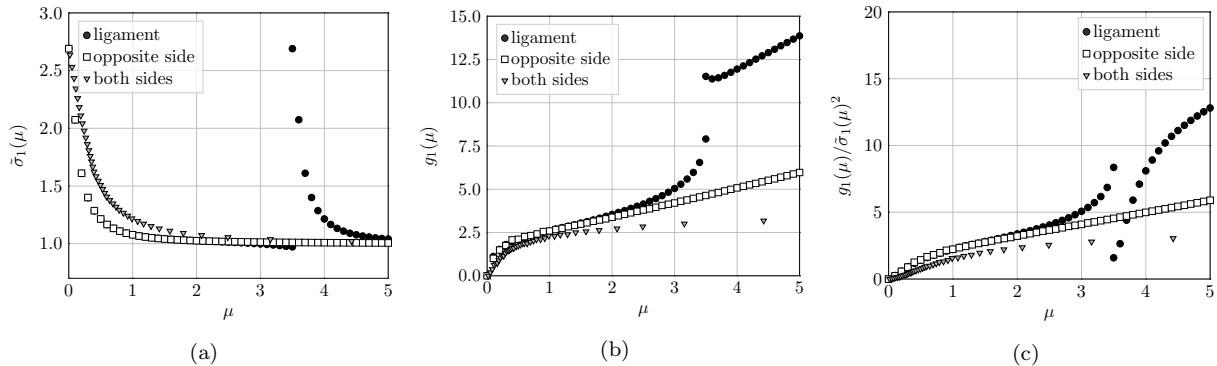 3.0
2.5
2.0
1.5
1.0
0 1 2 3 4 5
σ̃₁(μ)
μ
ligament
opposite side
both sides
(a)
15.0
12.5
10.0
7.5
5.0
2.5
0.0
0 1 2 3 4 5
g₁(μ)
μ
ligament
opposite side
both sides
(b)
20
15
10
5
0
0 1 2 3 4 5
g₁(μ)/σ̃₁(μ)²
μ
ligament
opposite side
both sides
(c)